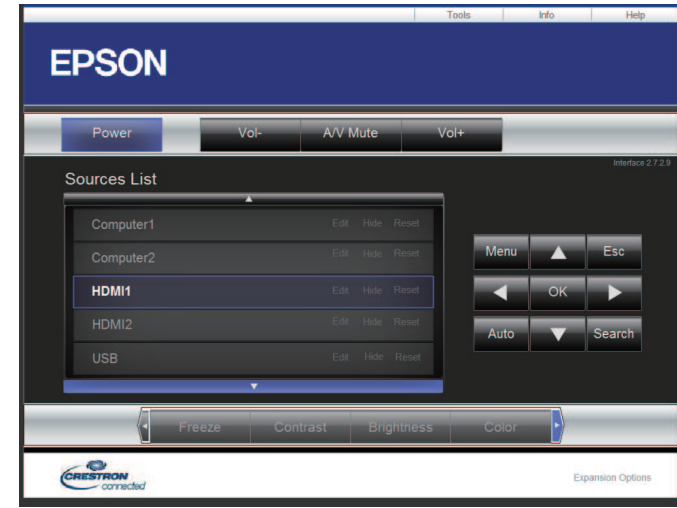 Tools Info Help
EPSON
Power Vol- A/V Mute Vol+
Interface 2.7.2.9
Sources List
Computer1 Edit Hide Reset
Computer2 Edit Hide Reset
HDMI1 Edit Hide Reset
HDMI2 Edit Hide Reset
USB Edit Hide Reset
Menu Esc
OK
Auto Search
Freeze Contrast Brightness Color
CRESTRON
connected
Expansion Options